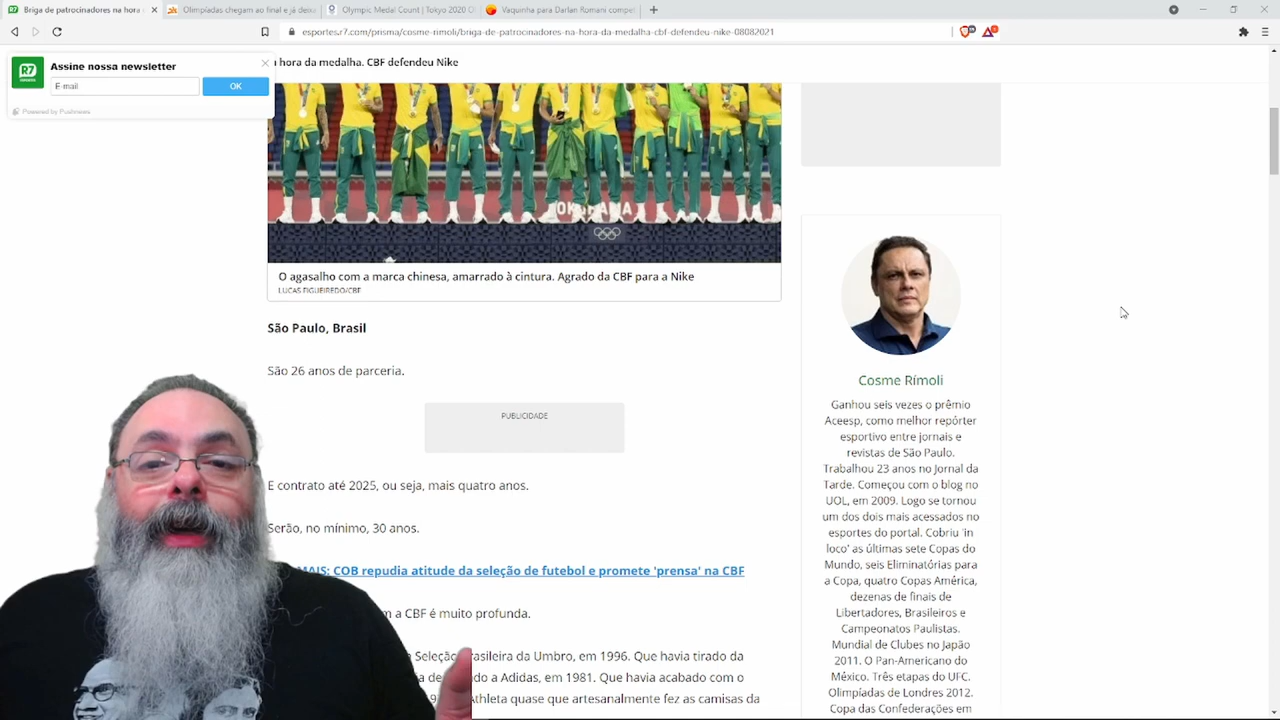 Briga de patrocinadores na hora
Olimpíadas chegam ao final e já deixa
Olympic Medal Count | Tokyo 2020 O
Vaquinha para Darlan Romani compet
esportes.r7.com/prisma/cosme-rimoli/briga-de-patrocinadores-na-hora-da-medalha-cbf-defendeu-nike-08082021
hora da medalha. CBF defendeu Nike
R7
Assine nossa newsletter
E-mail
OK
Powered by Pushnews
O agasalho com a marca chinesa, amarrado à cintura. Agrado da CBF para a Nike
LUCAS FIGUEIREDO/CBF
São Paulo, Brasil
São 26 anos de parceria.
PUBLICIDADE
E contrato até 2025, ou seja, mais quatro anos.
Serão, no mínimo, 30 anos.
MAIS: COB repudia atitude da seleção de futebol e promete 'prensa' na CBF
a CBF é muito profunda.
Seleção Brasileira da Umbro, em 1996. Que havia tirado da
a Adidas, em 1981. Que havia acabado com o
Athleta quase que artesanalmente fez as camisas da
Cosme Rímoli
Ganhou seis vezes o prêmio
Aceesp, como melhor repórter
esportivo entre jornais e
revistas de São Paulo.
Trabalhou 23 anos no Jornal da
Tarde. Começou com o blog no
UOL, em 2009. Logo se tornou
um dos dois mais acessados no
esportes do portal. Cobriu 'in
loco' as últimas sete Copas do
Mundo, seis Eliminatórias para
a Copa, quatro Copas América,
dezenas de finais de
Libertadores, Brasileiros e
Campeonatos Paulistas.
Mundial de Clubes no Japão
2011. O Pan-Americano do
México. Três etapas do UFC.
Olimpíadas de Londres 2012.
Copa das Confederações em